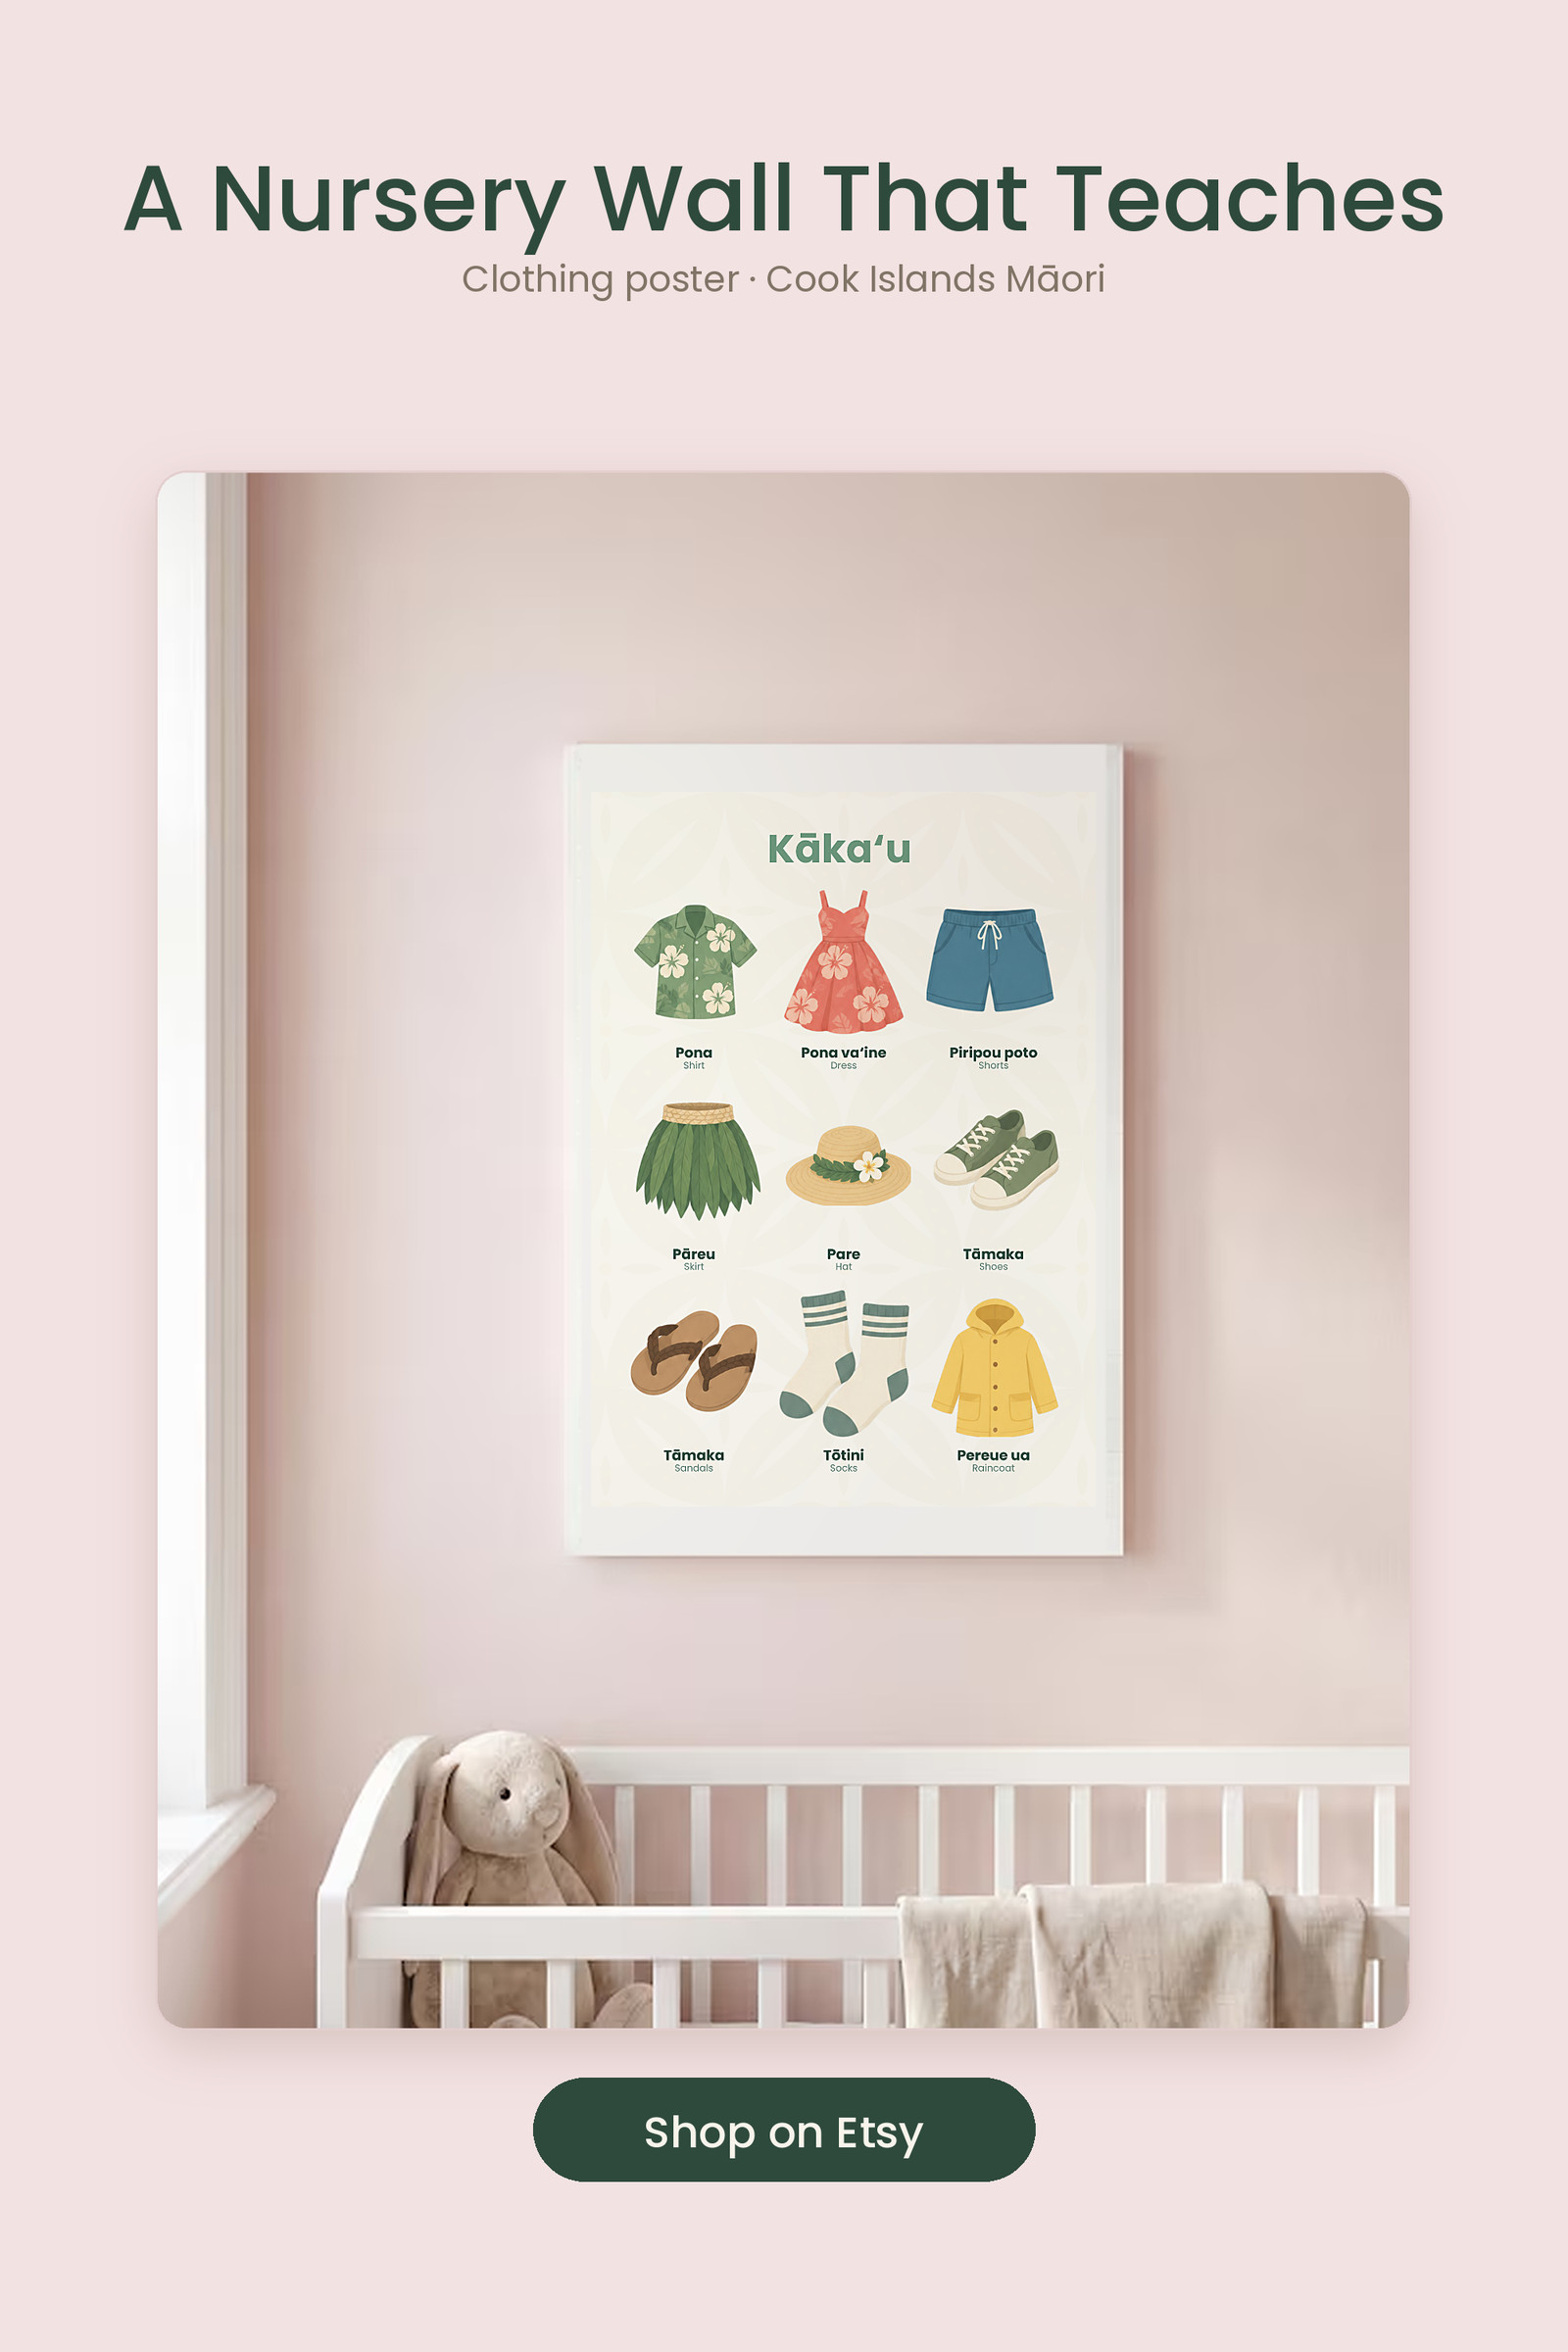 A Nursery Wall That Teaches
Clothing poster · Cook Islands Māori
Kākaʻu
Pona
Shirt
Pona vaʻine
Dress
Piripou poto
Shorts
Pāreu
Skirt
Pare
Hat
Tāmaka
Shoes
Tāmaka
Sandals
Tōtini
Socks
Pereue ua
Raincoat
Shop on Etsy